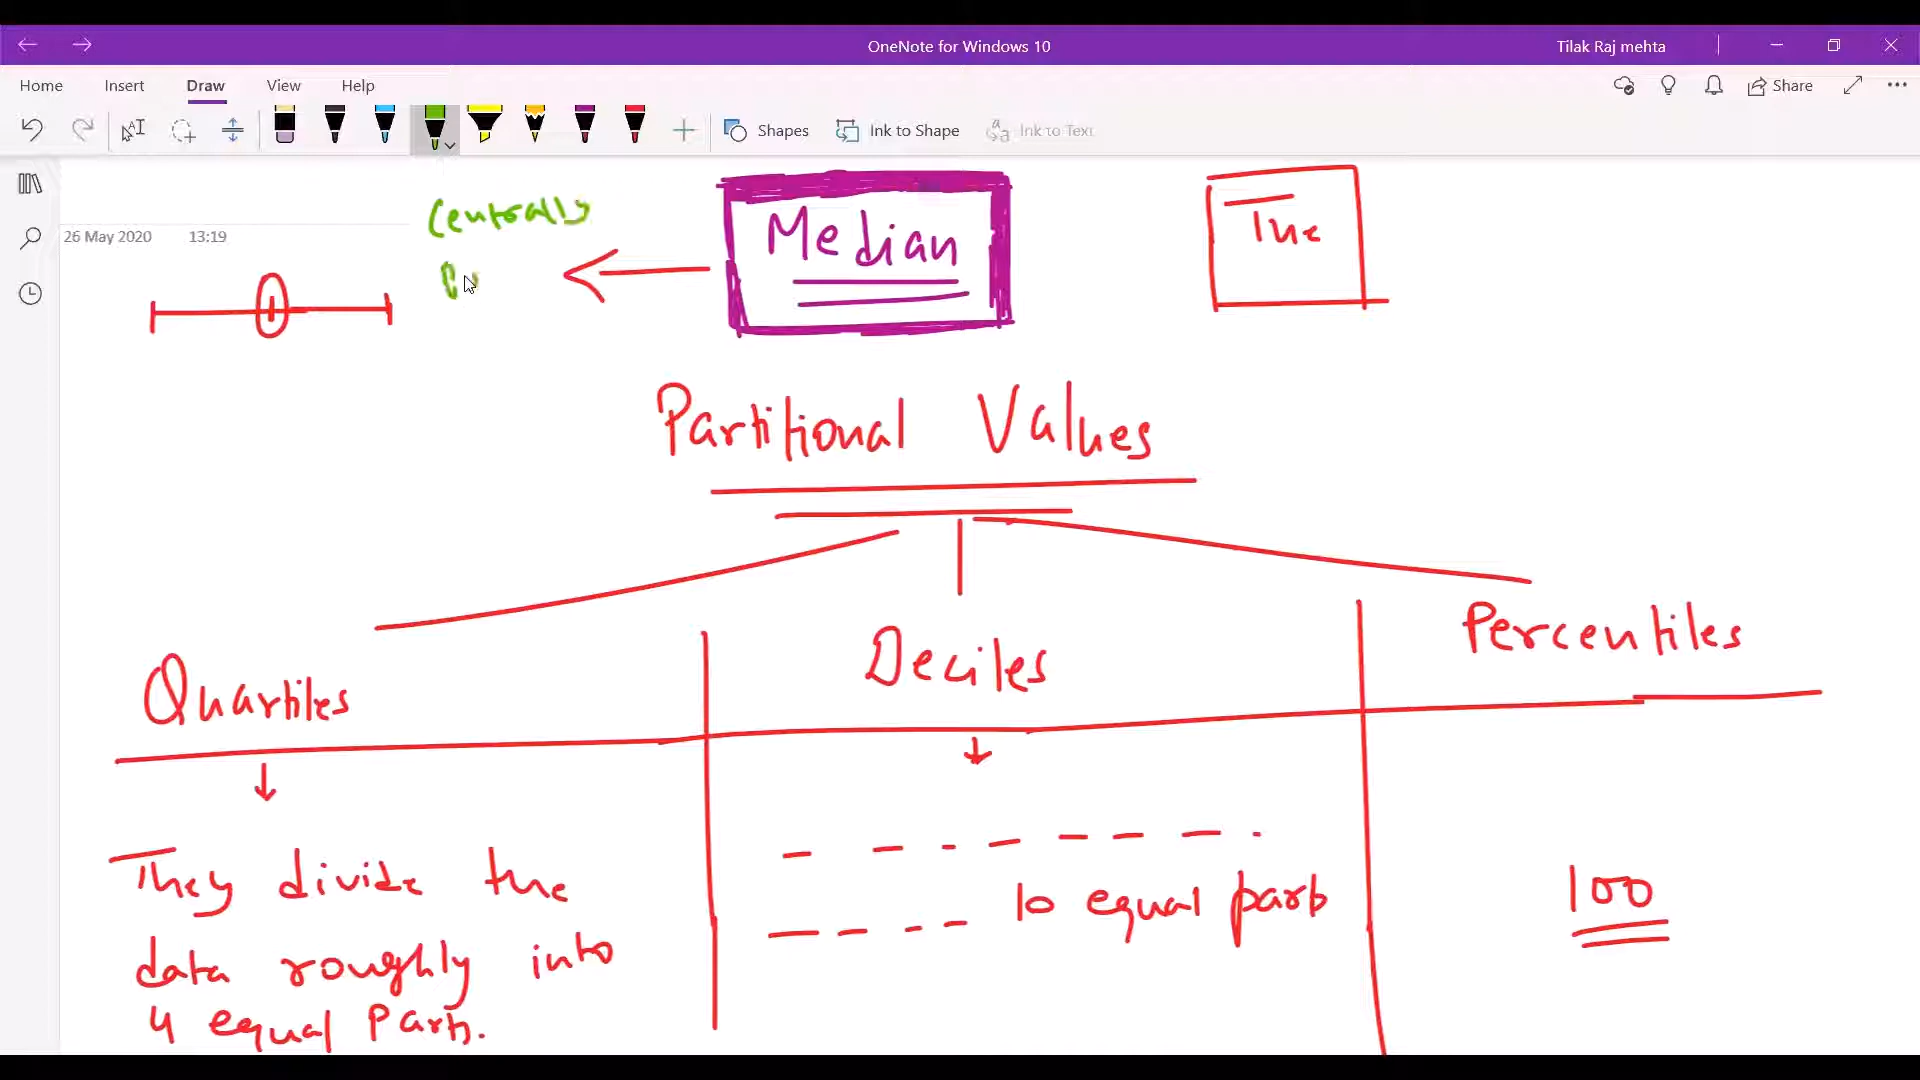 OneNote for Windows 10
Tilak Raj mehta
Home Insert Draw View Help
Share
Shapes
Ink to Shape
Ink to Text
26 May 2020 13:19
Centrally
Median
The
Partitional Values
Quartiles
Deciles
Percentiles
They divide the
data roughly into
4 equal Parts.
10 equal parts
100